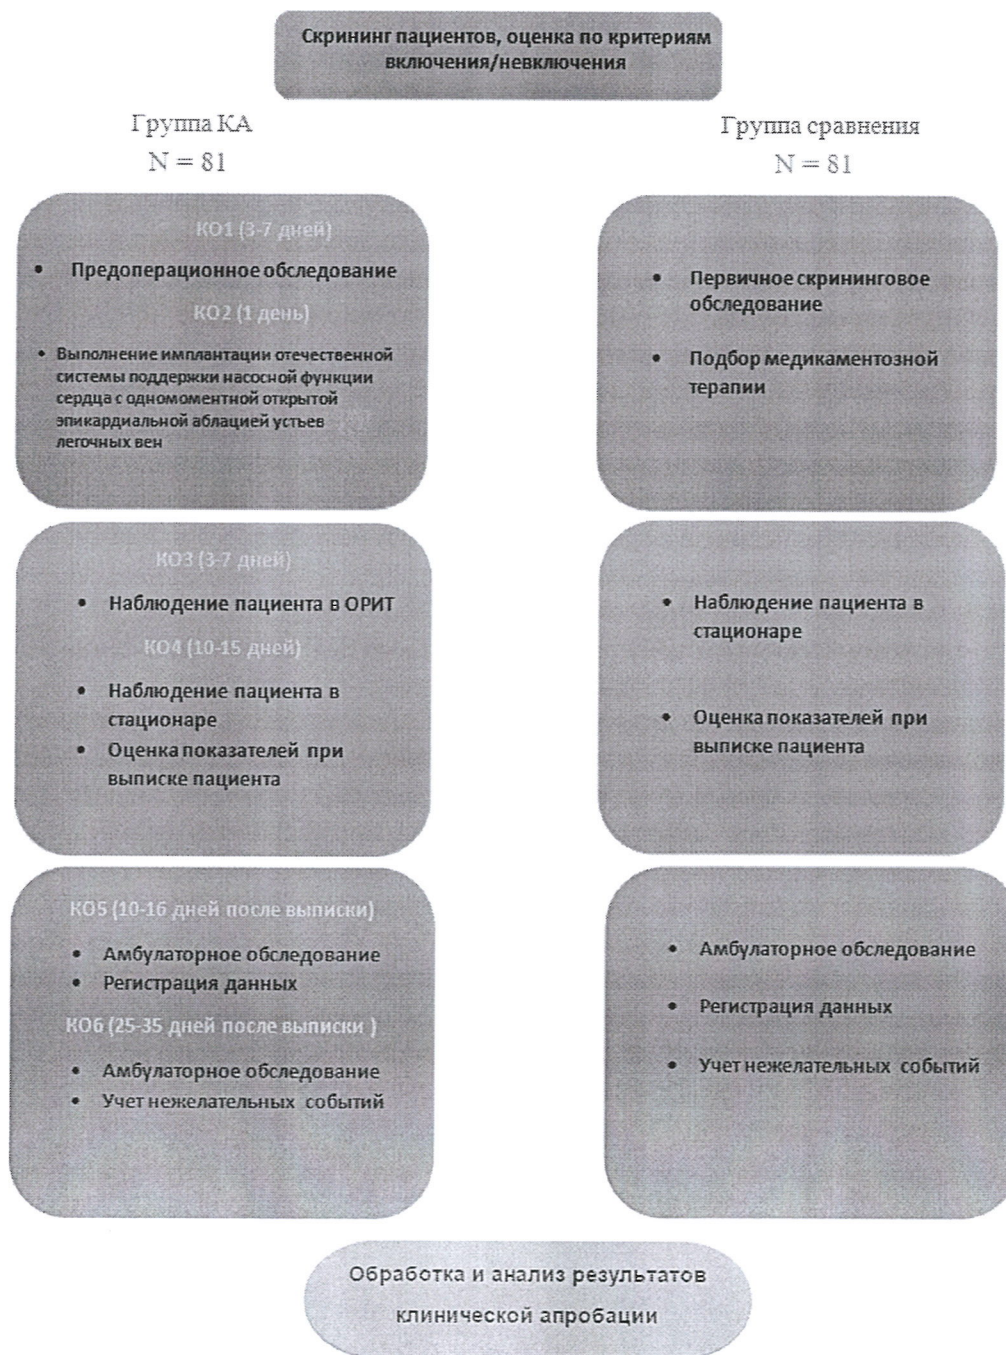 Скрининг пациентов, оценка по критериям
включения/невключения
Группа КА
N = 81
КО1 (3-7 дней)
• Предоперационное обследование
КО2 (1 день)
• Выполнение имплантации отечественной
системы поддержки насосной функции
сердца с одномоментной открытой
эпикардиальной аблацией устьев
легочных вен
КО3 (3-7 дней)
• Наблюдение пациента в ОРИТ
КО4 (10-15 дней)
• Наблюдение пациента в
стационаре
• Оценка показателей при
выписке пациента
КО5 (10-16 дней после выписки)
• Амбулаторное обследование
• Регистрация данных
КО6 (25-35 дней после выписки )
• Амбулаторное обследование
• Учет нежелательных событий
Группа сравнения
N = 81
• Первичное скрининговое
обследование
• Подбор медикаментозной
терапии
• Наблюдение пациента в
стационаре
• Оценка показателей при
выписке пациента
• Амбулаторное обследование
• Регистрация данных
• Учет нежелательных событий
Обработка и анализ результатов
клинической апробации